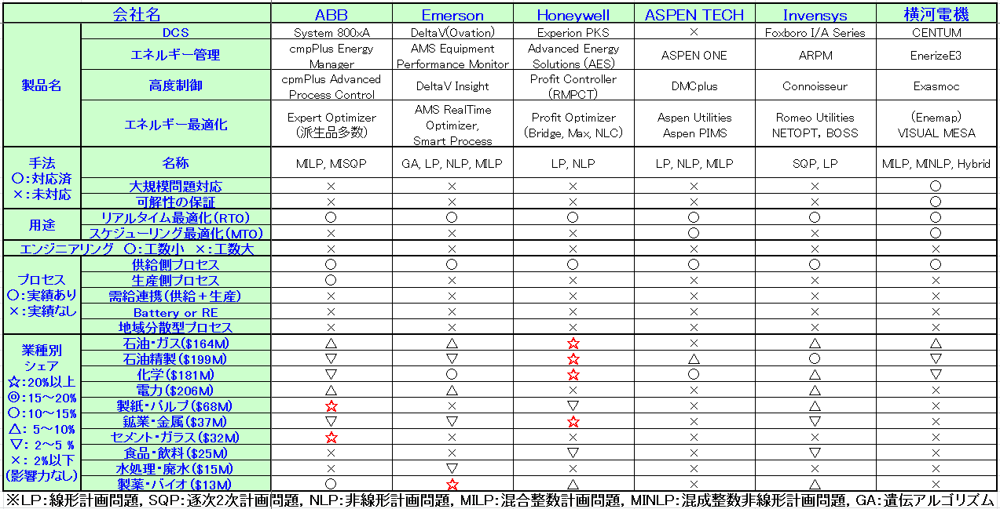 会社名 ABB Emerson Honeywell ASPEN TECH Invensys 横河電機
製品名
DCS System 800xA DeltaV(Ovation) Experion PKS × Foxboro I/A Series CENTUM
エネルギー管理 cmpPlus Energy Manager AMS Equipment Performance Monitor Advanced Energy Solutions (AES) ASPEN ONE ARPM EnerizeE3
高度制御 cpmPlus Advanced Process Control DeltaV Insight Profit Controller (RMPCT) DMCplus Connoisseur Exasmoc
エネルギー最適化 Expert Optimizer (派生品多数) AMS RealTime Optimizer, Smart Process Profit Optimizer (Bridge, Max, NLC) Aspen Utilities Aspen PIMS Romeo Utilities NETOPT, BOSS (Enemap) VISUAL MESA
手法
○:対応済
×:未対応
名称 MILP, MISQP GA, LP, NLP, MILP LP, NLP LP, NLP, MILP SQP, LP MILP, MINLP, Hybrid
大規模問題対応 × × × × × ○
可解性の保証 × × × × × ○
用途
リアルタイム最適化(RTO) ○ ○ ○ ○ ○ ○
スケジューリング最適化(MTO) × × × ○ × ○
エンジニアリング ○:工数小 ×:工数大 × × × × × ×
プロセス
○:実績あり
×:実績なし
供給側プロセス ○ ○ ○ ○ ○ ○
生産側プロセス ○ × × × × ×
需給連携(供給+生産) × × × × × ×
Battery or RE × × × × × ×
地域分散型プロセス × × × × × ×
業種別
シェア
☆:20%以上
◎:15~20%
○:10~15%
△: 5~10%
▽: 2~5 %
×: 2%以下
(影響力なし)
石油・ガス($164M) △ △ ☆ × △ △
石油精製($199M) ▽ ▽ ☆ △ ○ ▽
化学($181M) ▽ ○ ☆ ○ △ ▽
電力($206M) △ △ × × △ ×
製紙・パルプ($68M) ☆ × ▽ × △ ×
鉱業・金属($37M) ▽ ▽ ☆ × ▽ ×
セメント・ガラス($32M) ☆ × × × × ×
食品・飲料($25M) × × ▽ × ▽ ×
水処理・廃水($15M) × ▽ × × × ×
製薬・バイオ($13M) ○ ☆ △ × △ ×
※LP:線形計画問題, SQP:逐次2次計画問題, NLP:非線形計画問題, MILP:混合整数計画問題, MINLP:混成整数非線形計画問題, GA:遺伝アルゴリズム